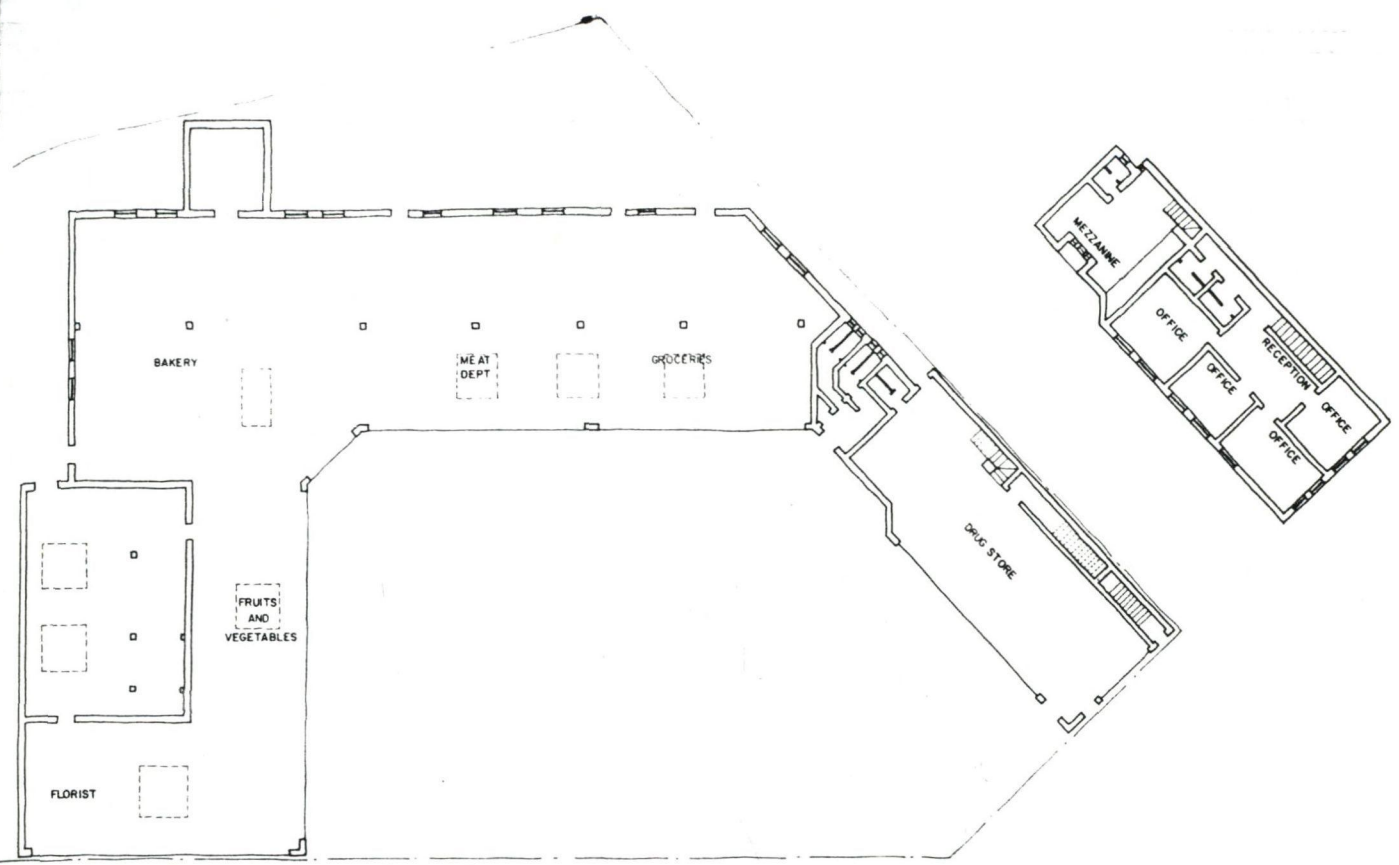 MEZZANINE
OFFICE
RECEPTION
OFFICE
OFFICE
OFFICE
BAKERY
MEAT
DEPT
GROCERIES
DRUG STORE
FRUITS
AND
VEGETABLES
FLORIST